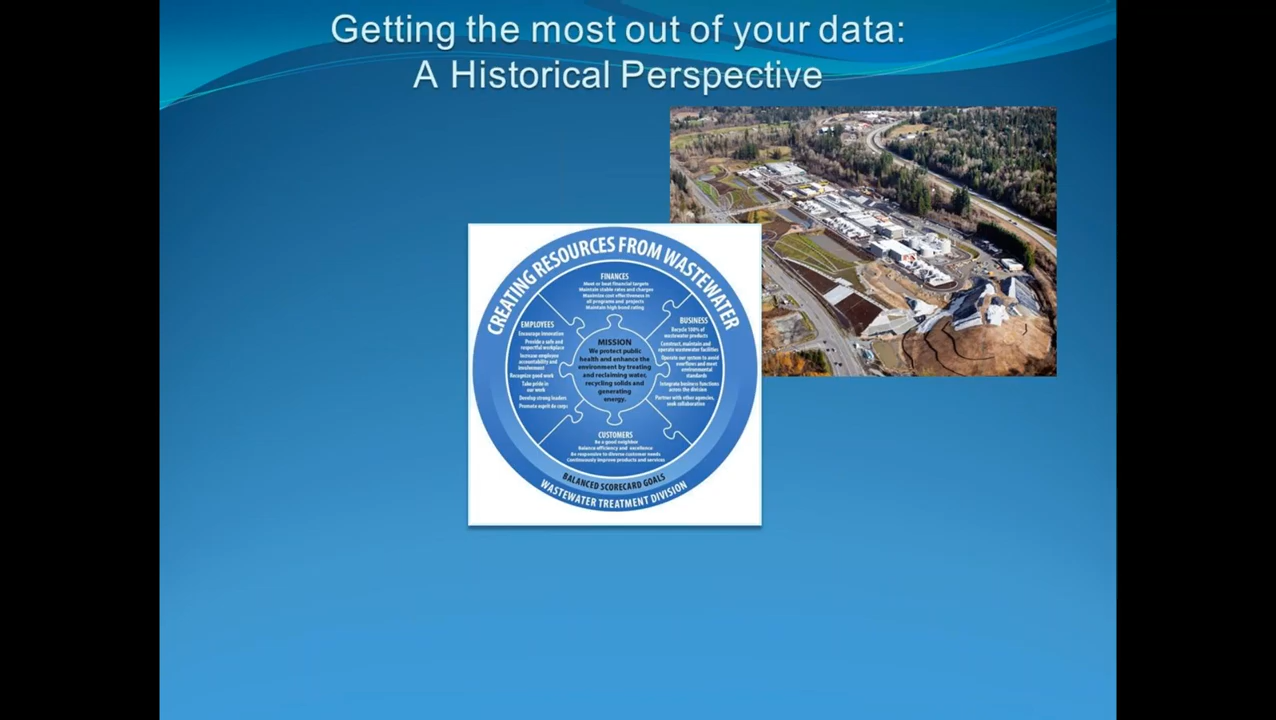 Getting the most out of your data:
A Historical Perspective
CREATING RESOURCES FROM WASTEWATER
FINANCES
Meet or beat financial targets
Maintain stable rates and charges
Maximize cost effectiveness in
all programs and projects
Maintain high bond rating
EMPLOYEES
Encourage innovation
Provide a safe and
respectful workplace
Increase employee
accountability and
involvement
Recognize good work
Take pride in
our work
Develop strong leaders
Promote esprit de corps
MISSION
We protect public
health and enhance the
environment by treating
and reclaiming water,
recycling solids and
generating
energy.
BUSINESS
Recycle 100% of
wastewater products
Construct, maintain and
operate wastewater facilities
Operate our system to avoid
overflows and meet
environmental
standards
Integrate business functions
across the division
Partner with other agencies,
seek collaboration
CUSTOMERS
Be a good neighbor
Balance efficiency and excellence
Be responsive to diverse customer needs
Continuously improve products and services
BALANCED SCORECARD GOALS
WASTEWATER TREATMENT DIVISION